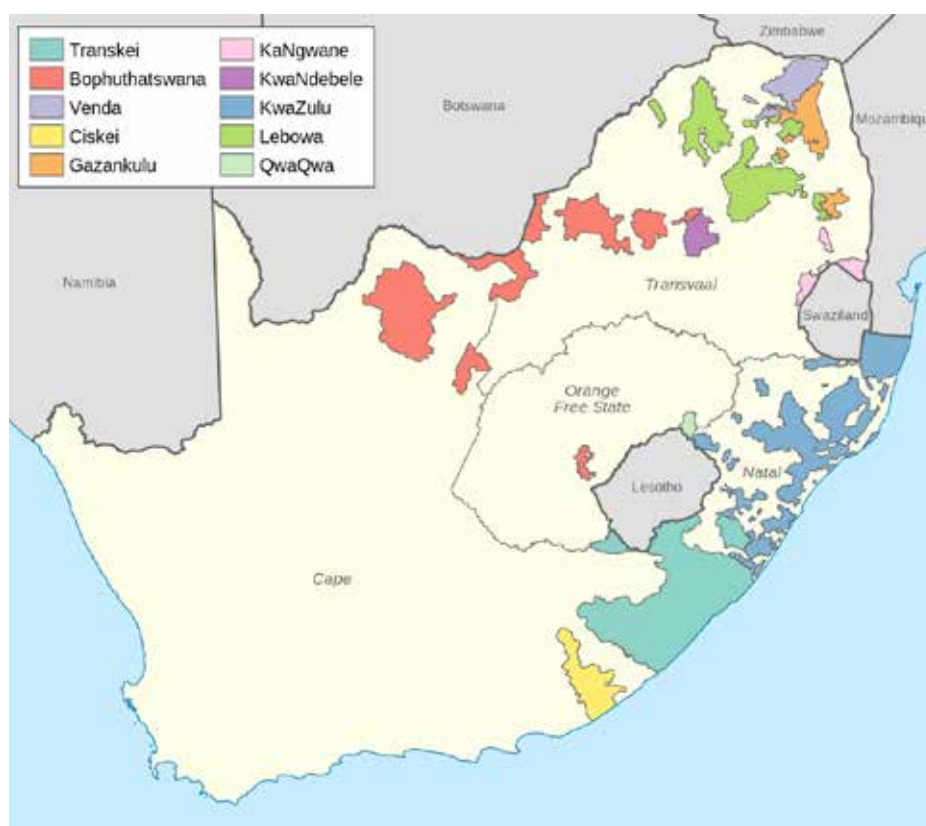 Transkei
Bophuthatswana
Venda
Ciskei
Gazankulu
KaNgwane
KwaNdebele
KwaZulu
Lebowa
QwaQwa
Zimbabwe
Botswana
Mozambiqu
Namibia
Transvaal
Swaziland
Orange
Free State
Natal
Lesotho
Cape